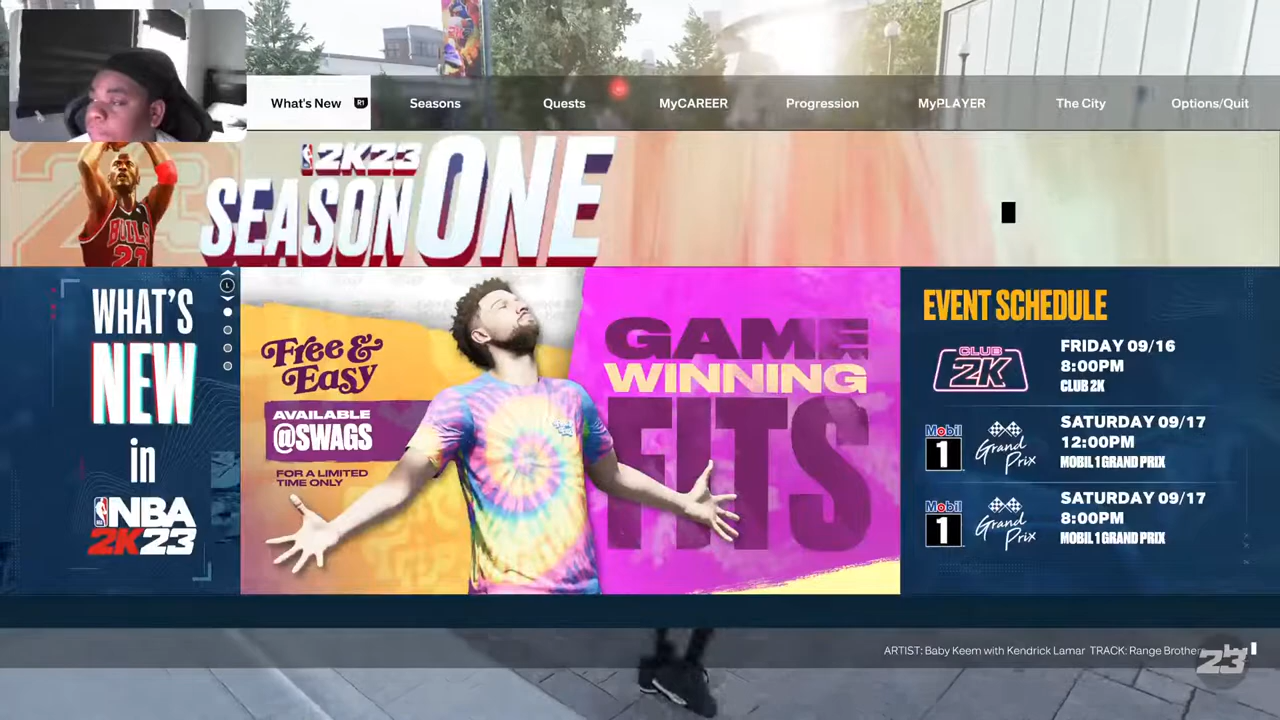 What's New R1
Seasons
Quests
MyCAREER
Progression
MyPLAYER
The City
Options/Quit
23
2K23
SEASON ONE
BULLS
23
WHAT'S
NEW
in
NBA
2K23
L
Free &
Easy
AVAILABLE
@SWAGS
FOR A LIMITED
TIME ONLY
GAME
WINNING
FITS
EVENT SCHEDULE
CLUB
2K
FRIDAY 09/16
8:00PM
CLUB 2K
Mobil
1
Grand
Prix
SATURDAY 09/17
12:00PM
MOBIL 1 GRAND PRIX
Mobil
1
Grand
Prix
SATURDAY 09/17
8:00PM
MOBIL 1 GRAND PRIX
ARTIST: Baby Keem with Kendrick Lamar TRACK: Range Brothers
23